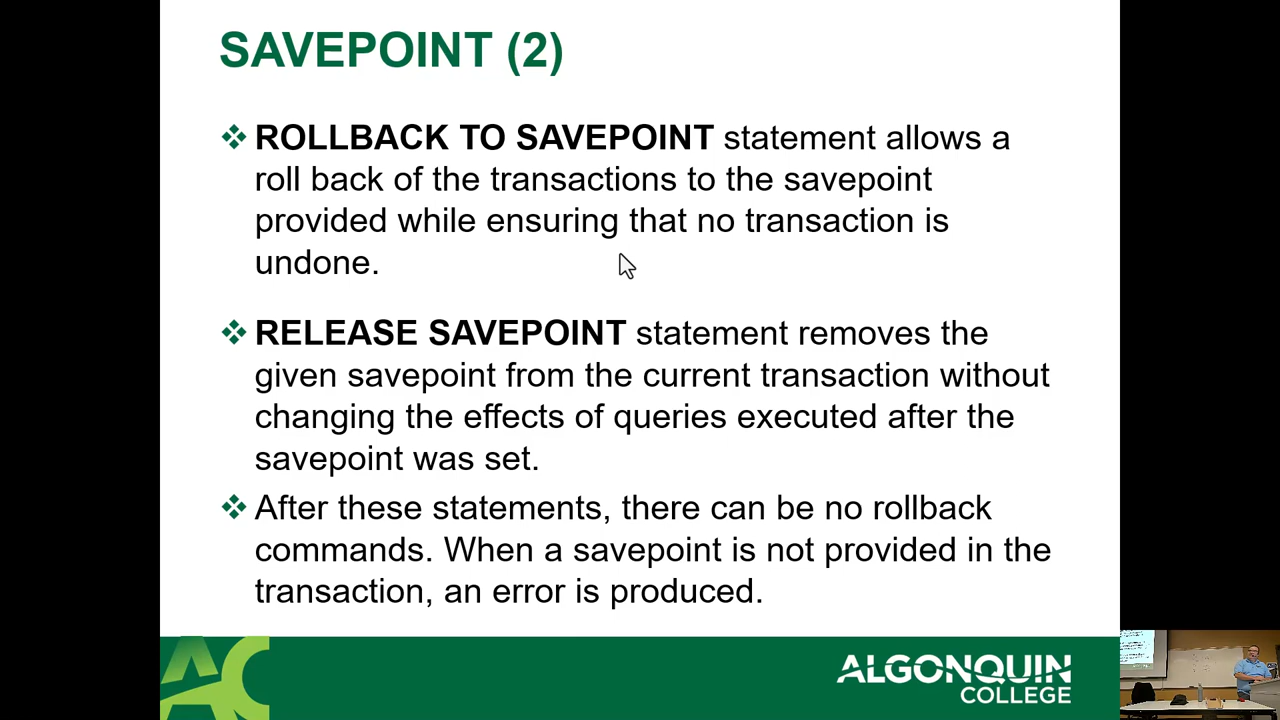 SAVEPOINT (2)
❖ ROLLBACK TO SAVEPOINT statement allows a
roll back of the transactions to the savepoint
provided while ensuring that no transaction is
undone.
❖ RELEASE SAVEPOINT statement removes the
given savepoint from the current transaction without
changing the effects of queries executed after the
savepoint was set.
❖ After these statements, there can be no rollback
commands. When a savepoint is not provided in the
transaction, an error is produced.
AC
ALGONQUIN
COLLEGE